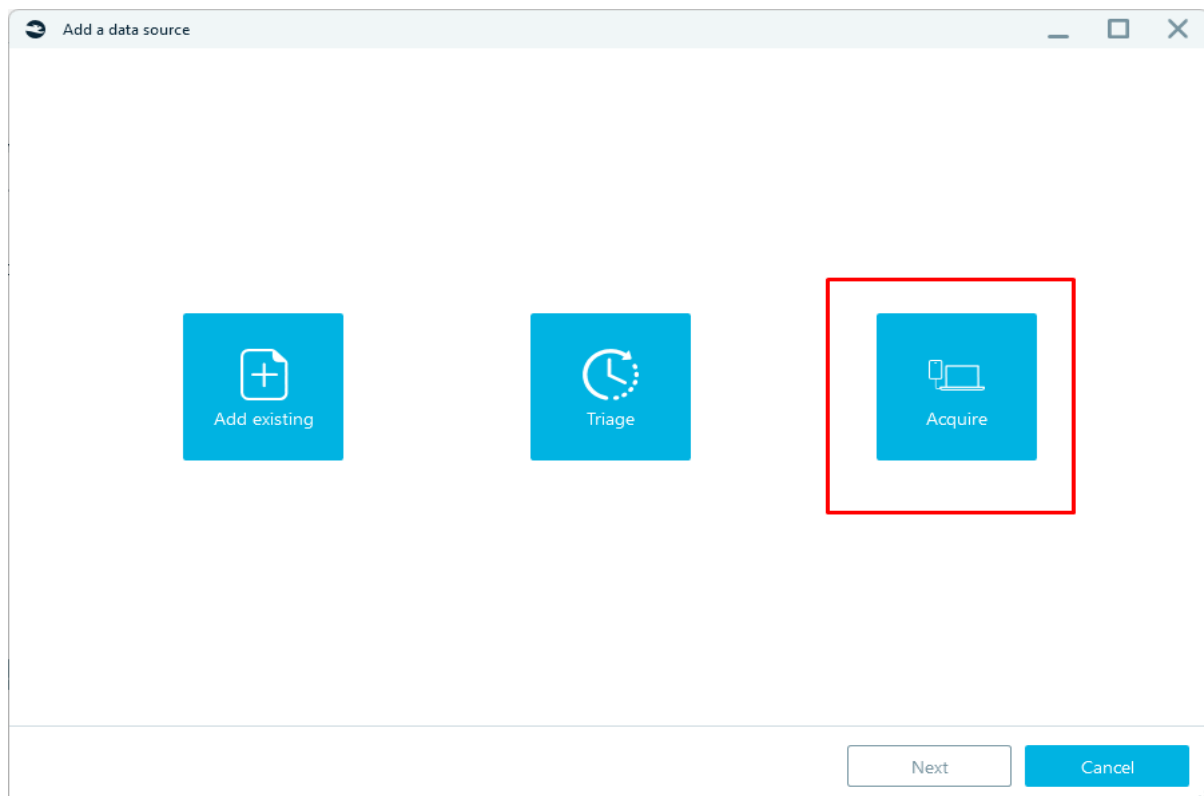 Add a data source
Add existing
Triage
Acquire
Next
Cancel